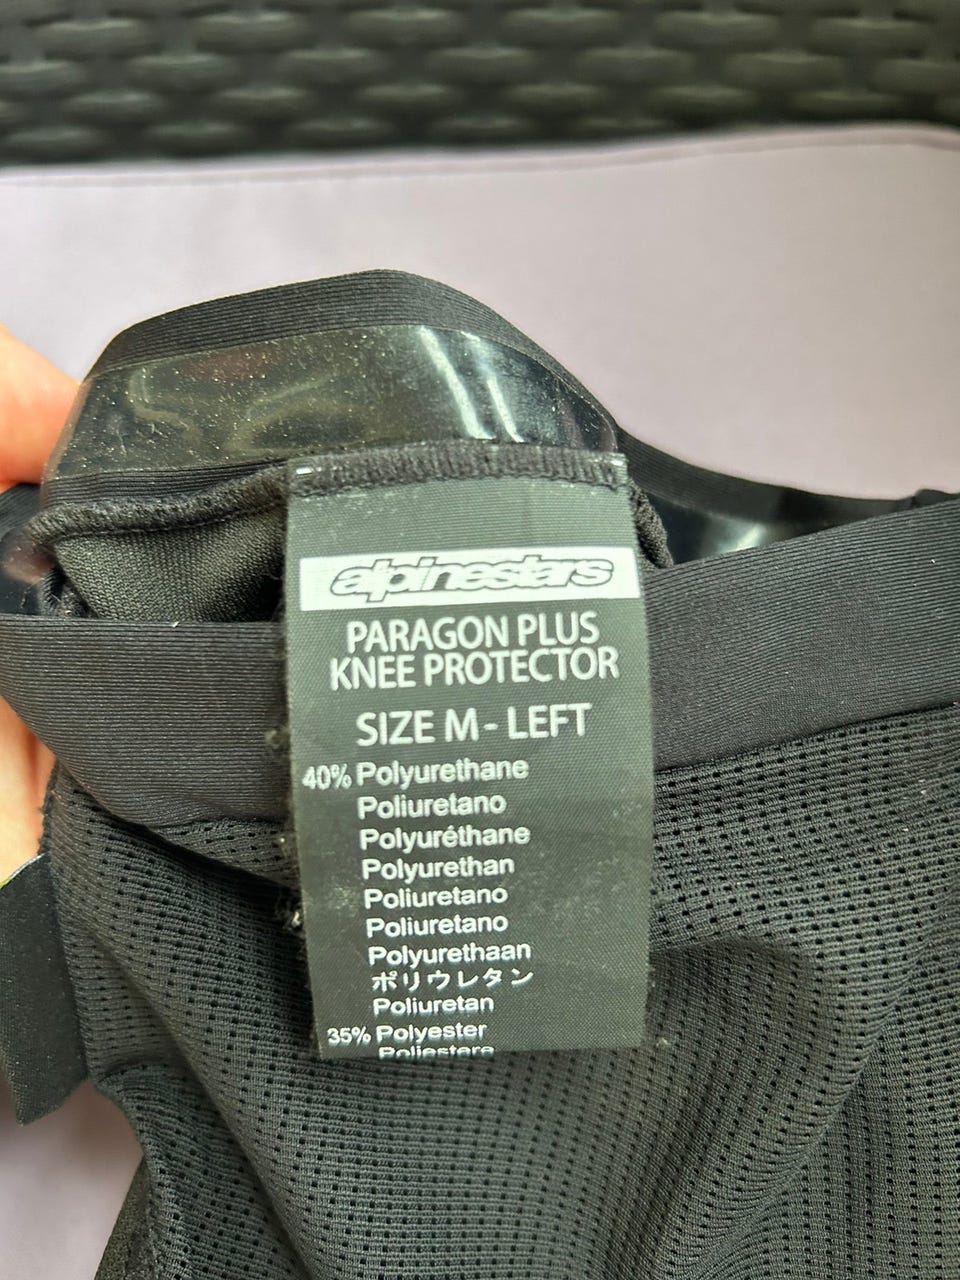 alpinestars
PARAGON PLUS
KNEE PROTECTOR
SIZE M - LEFT
40% Polyurethane
Poliuretano
Polyuréthane
Polyurethan
Poliuretano
Poliuretano
Polyurethaan
ポリウレタン
Poliuretan
35% Polyester
Poliestere